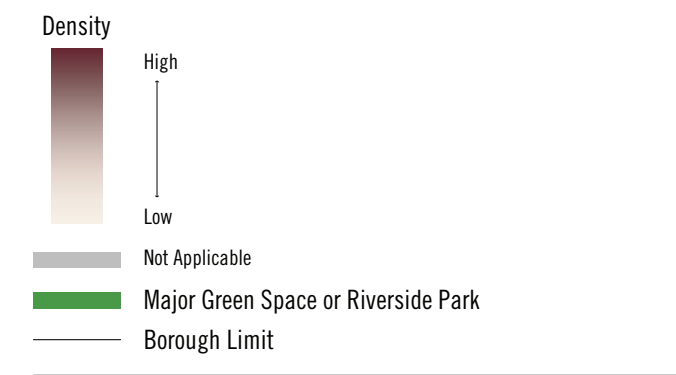 Density
High
Low
Not Applicable
Major Green Space or Riverside Park
Borough Limit